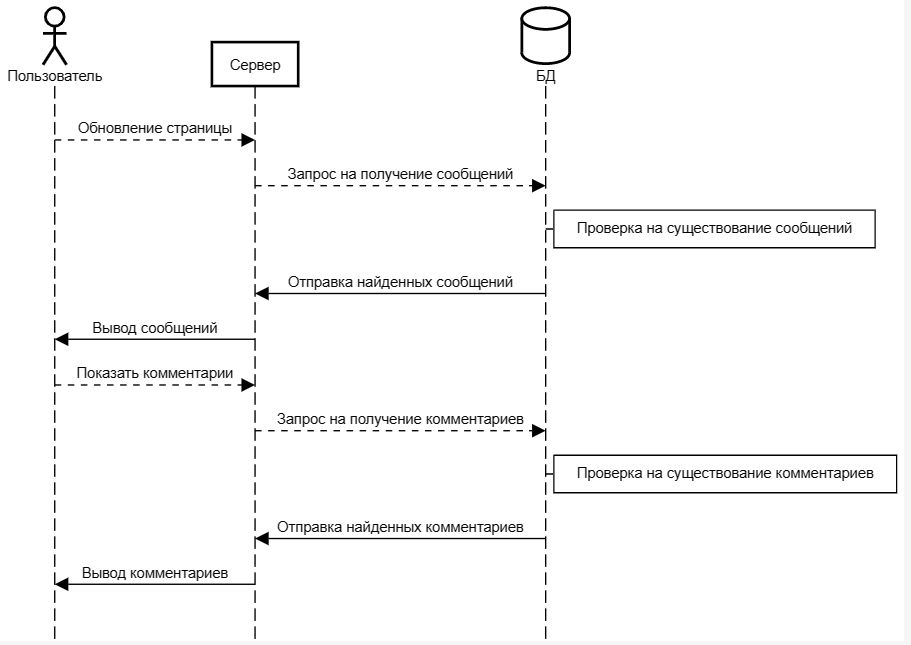 Пользователь
Сервер
БД
Обновление страницы
Запрос на получение сообщений
Проверка на существование сообщений
Отправка найденных сообщений
Вывод сообщений
Показать комментарии
Запрос на получение комментариев
Проверка на существование комментариев
Отправка найденных комментариев
Вывод комментариев